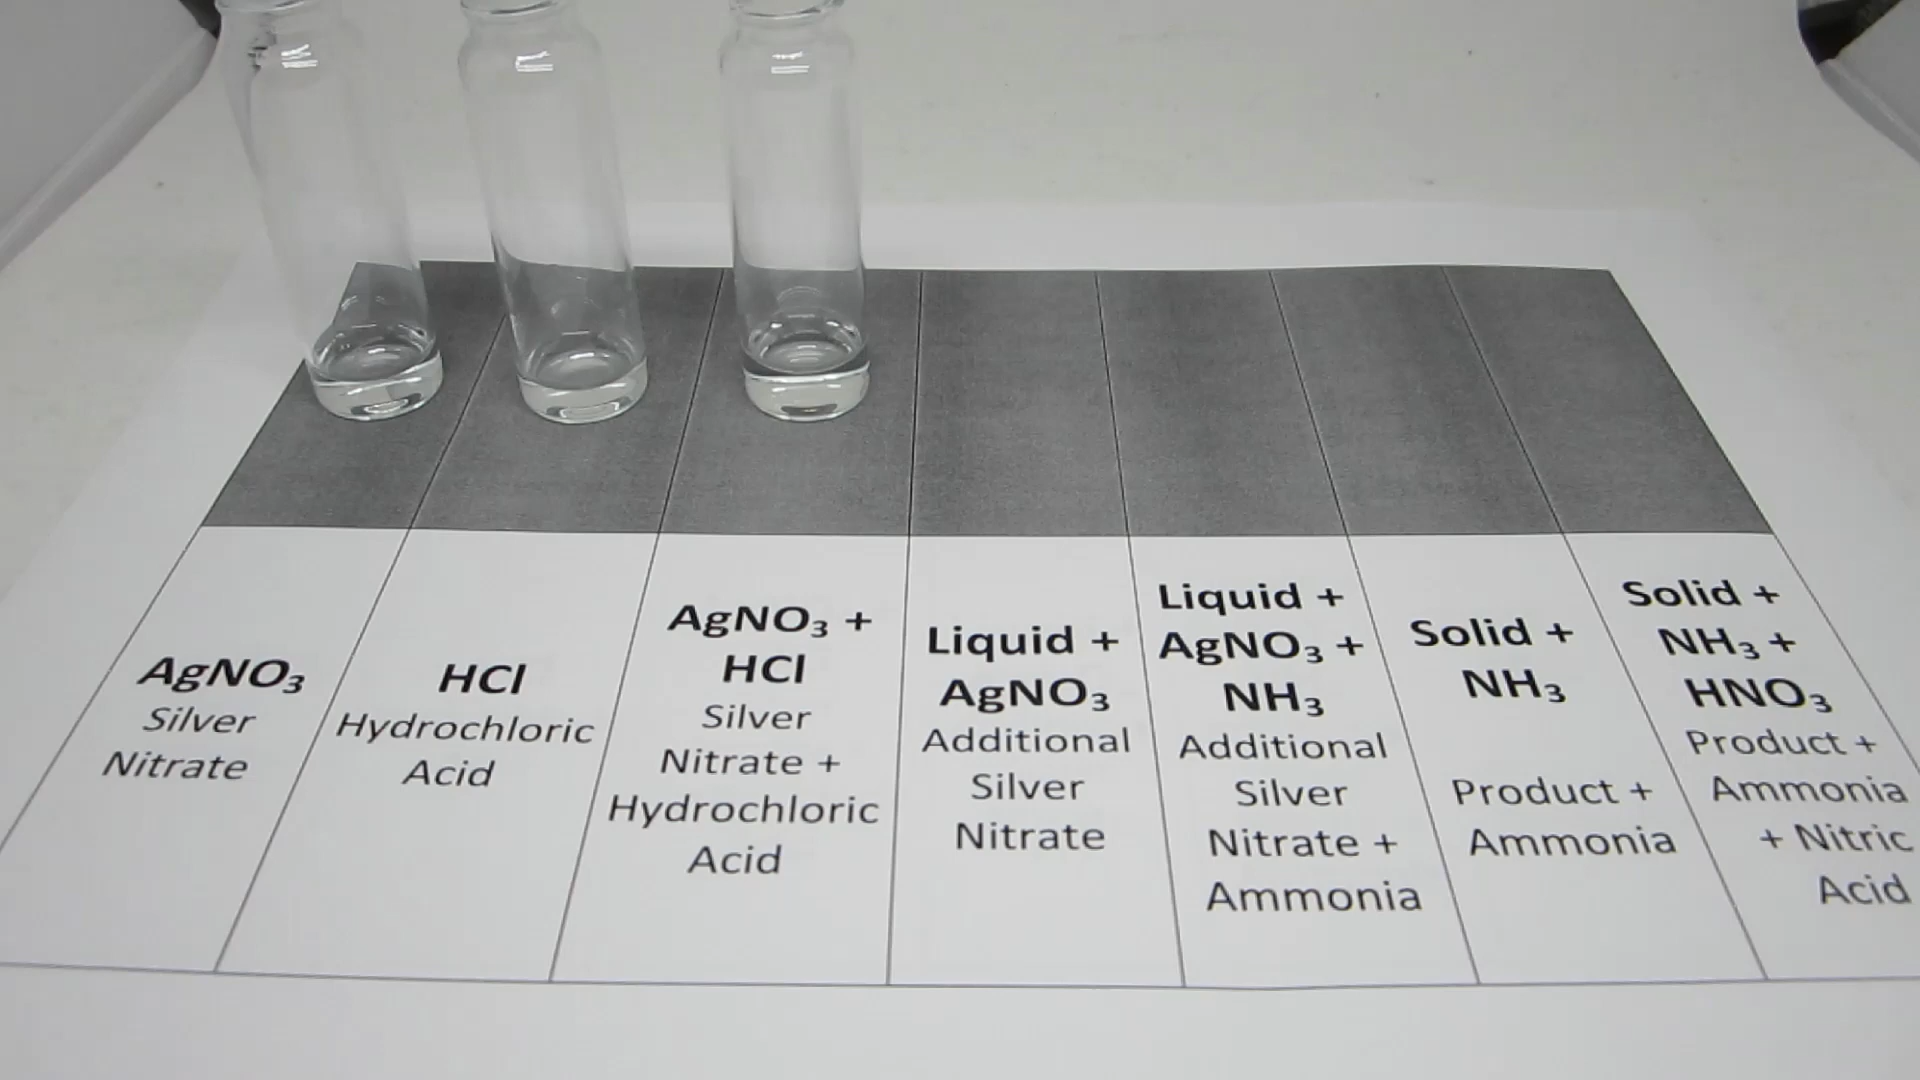 AgNO₃
Silver
Nitrate
HCl
Hydrochloric
Acid
AgNO₃ +
HCl
Silver
Nitrate +
Hydrochloric
Acid
Liquid +
AgNO₃
Additional
Silver
Nitrate
Liquid +
AgNO₃ +
NH₃
Additional
Silver
Nitrate +
Ammonia
Solid +
NH₃
Product +
Ammonia
Solid +
NH₃ +
HNO₃
Product +
Ammonia
+ Nitric
Acid